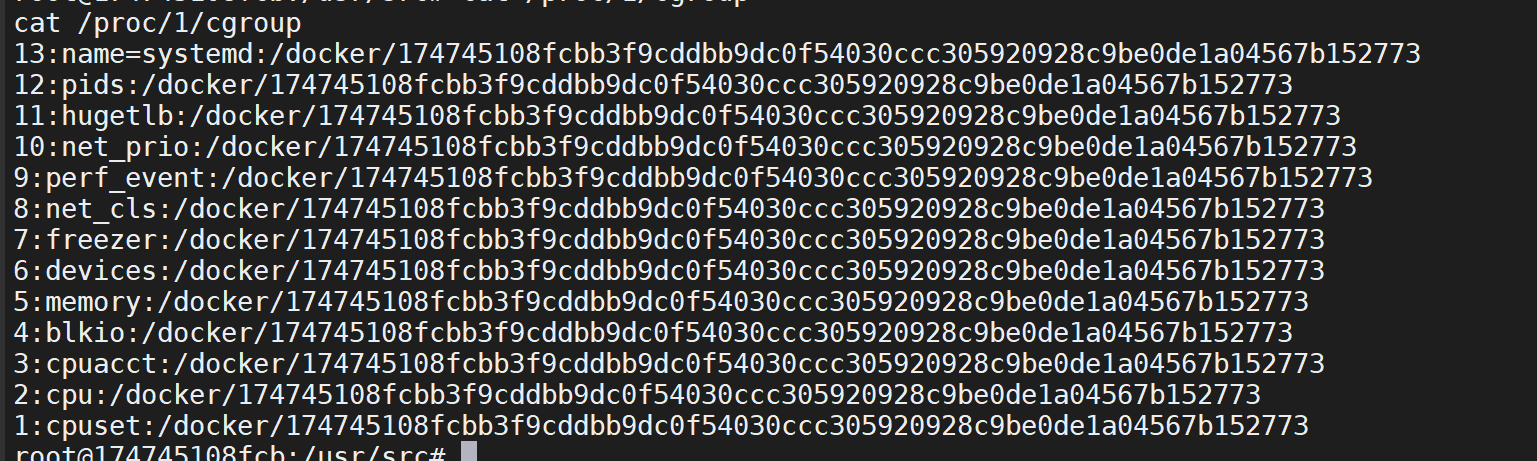 cat /proc/1/cgroup
13:name=systemd:/docker/174745108fcbb3f9cddbb9dc0f54030ccc305920928c9be0de1a04567b152773
12:pids:/docker/174745108fcbb3f9cddbb9dc0f54030ccc305920928c9be0de1a04567b152773
11:hugetlb:/docker/174745108fcbb3f9cddbb9dc0f54030ccc305920928c9be0de1a04567b152773
10:net_prio:/docker/174745108fcbb3f9cddbb9dc0f54030ccc305920928c9be0de1a04567b152773
9:perf_event:/docker/174745108fcbb3f9cddbb9dc0f54030ccc305920928c9be0de1a04567b152773
8:net_cls:/docker/174745108fcbb3f9cddbb9dc0f54030ccc305920928c9be0de1a04567b152773
7:freezer:/docker/174745108fcbb3f9cddbb9dc0f54030ccc305920928c9be0de1a04567b152773
6:devices:/docker/174745108fcbb3f9cddbb9dc0f54030ccc305920928c9be0de1a04567b152773
5:memory:/docker/174745108fcbb3f9cddbb9dc0f54030ccc305920928c9be0de1a04567b152773
4:blkio:/docker/174745108fcbb3f9cddbb9dc0f54030ccc305920928c9be0de1a04567b152773
3:cpuacct:/docker/174745108fcbb3f9cddbb9dc0f54030ccc305920928c9be0de1a04567b152773
2:cpu:/docker/174745108fcbb3f9cddbb9dc0f54030ccc305920928c9be0de1a04567b152773
1:cpuset:/docker/174745108fcbb3f9cddbb9dc0f54030ccc305920928c9be0de1a04567b152773
root@174745108fcb:/usr/src#